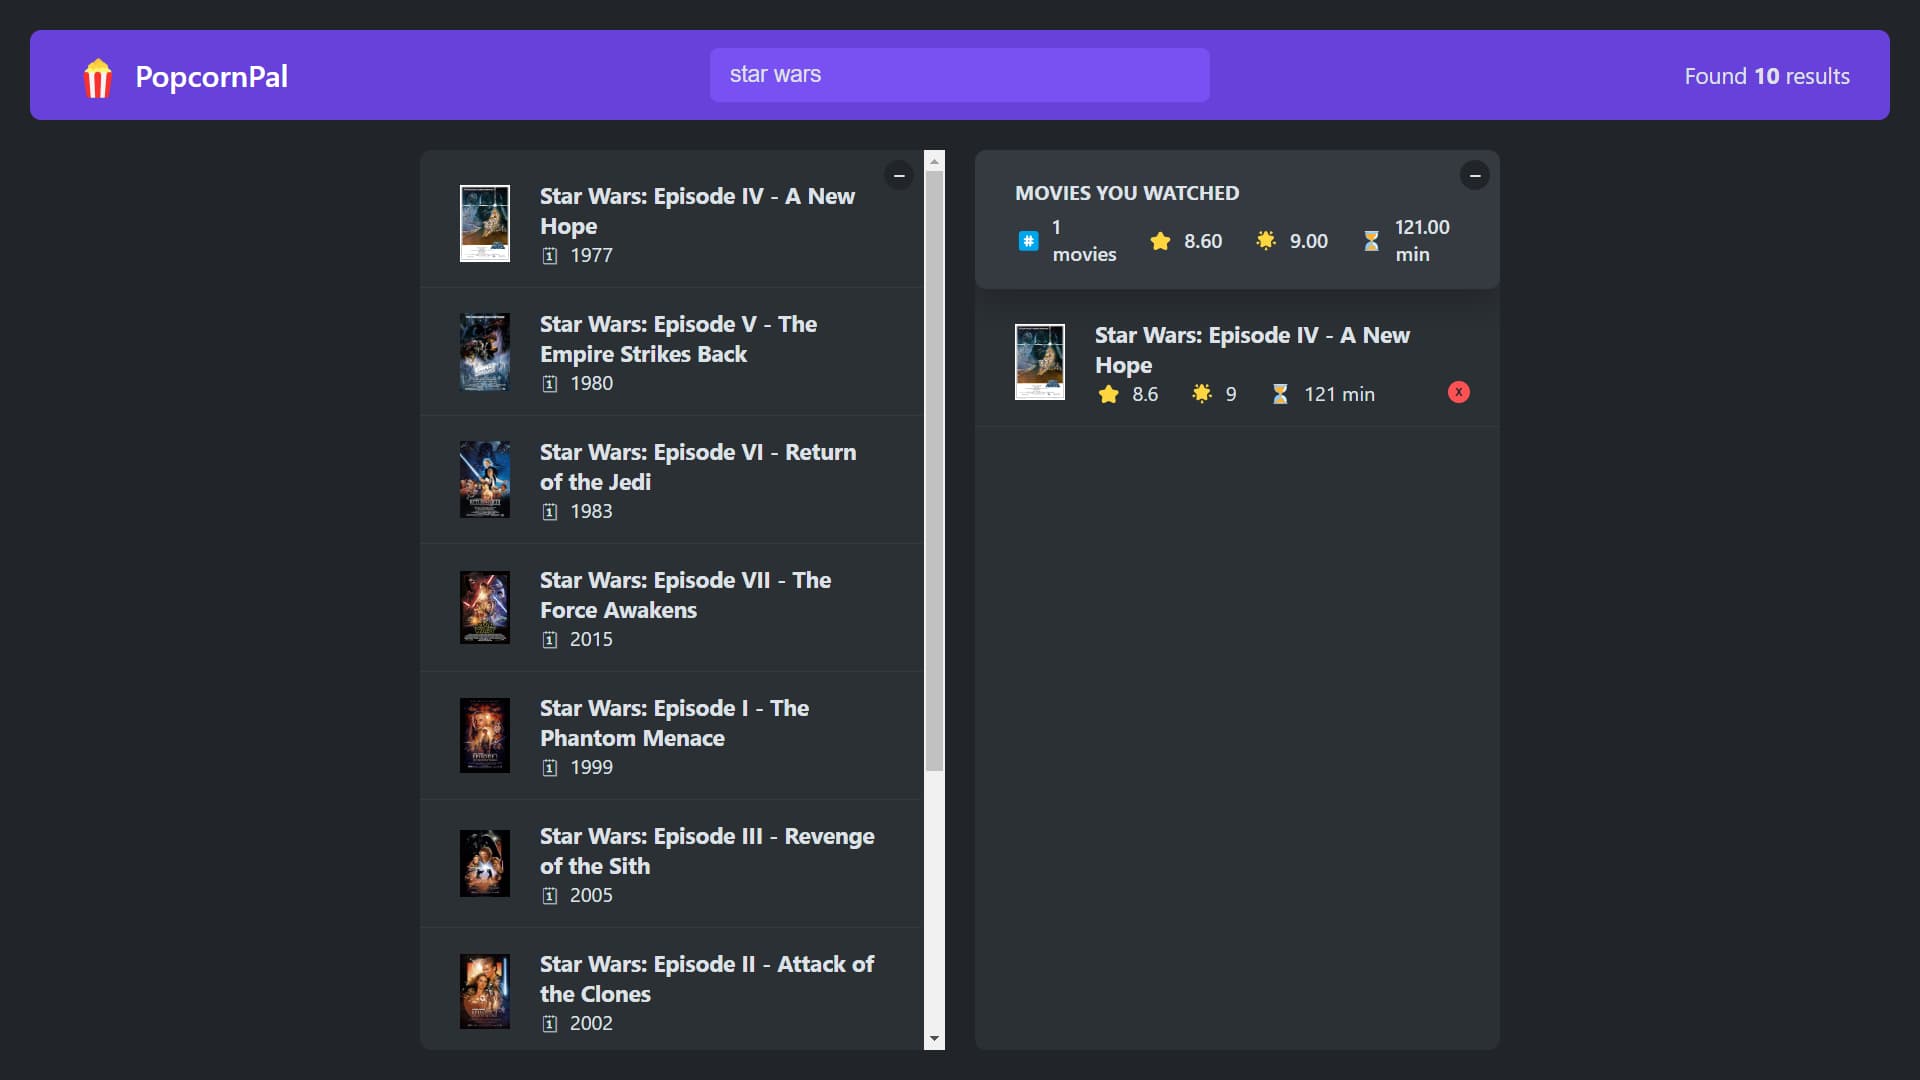 PopcornPal
star wars
Found 10 results
Star Wars: Episode IV - A New
Hope
1977
Star Wars: Episode V - The
Empire Strikes Back
1980
Star Wars: Episode VI - Return
of the Jedi
1983
Star Wars: Episode VII - The
Force Awakens
2015
Star Wars: Episode I - The
Phantom Menace
1999
Star Wars: Episode III - Revenge
of the Sith
2005
Star Wars: Episode II - Attack of
the Clones
2002
MOVIES YOU WATCHED
1
movies
8.60
9.00
121.00
min
Star Wars: Episode IV - A New
Hope
8.6 9 121 min X